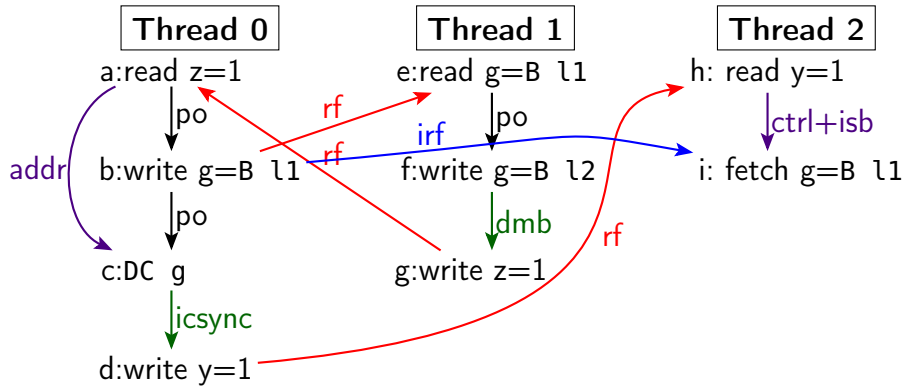 Thread 0
Thread 1
Thread 2
a:read z=1
e:read g=B l1
h: read y=1
po
rf
po
ctrl+isb
irf
rf
addr
b:write g=B l1
f:write g=B l2
i: fetch g=B l1
po
dmb
rf
c:DC g
g:write z=1
icsync
d:write y=1